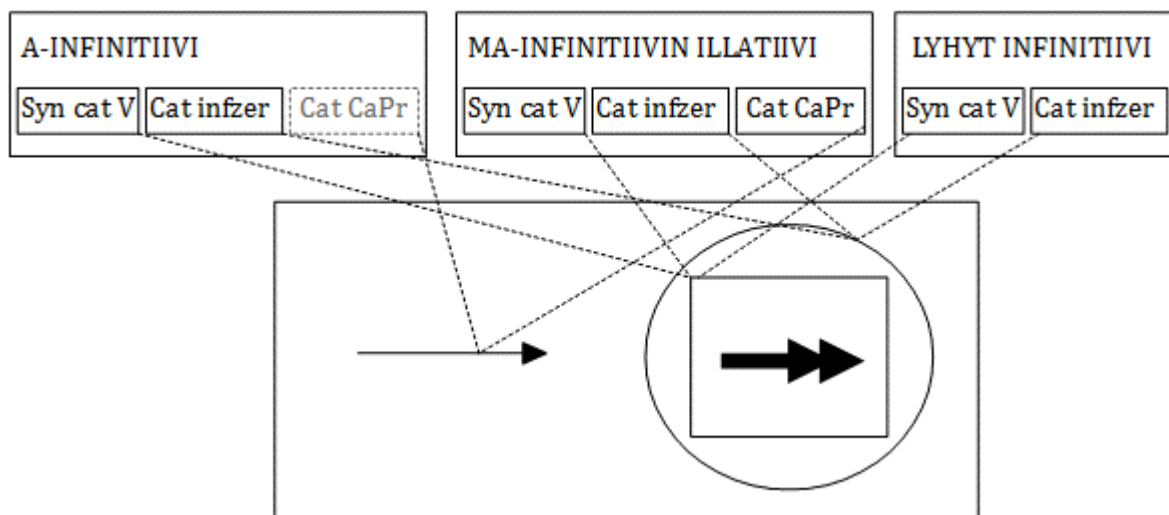 A-INFINITIIVI
Syn cat V Cat infzer Cat CaPr
MA-INFINITIIVIN ILLATIIVI
Syn cat V Cat infzer Cat CaPr
LYHYT INFINITIIVI
Syn cat V Cat infzer